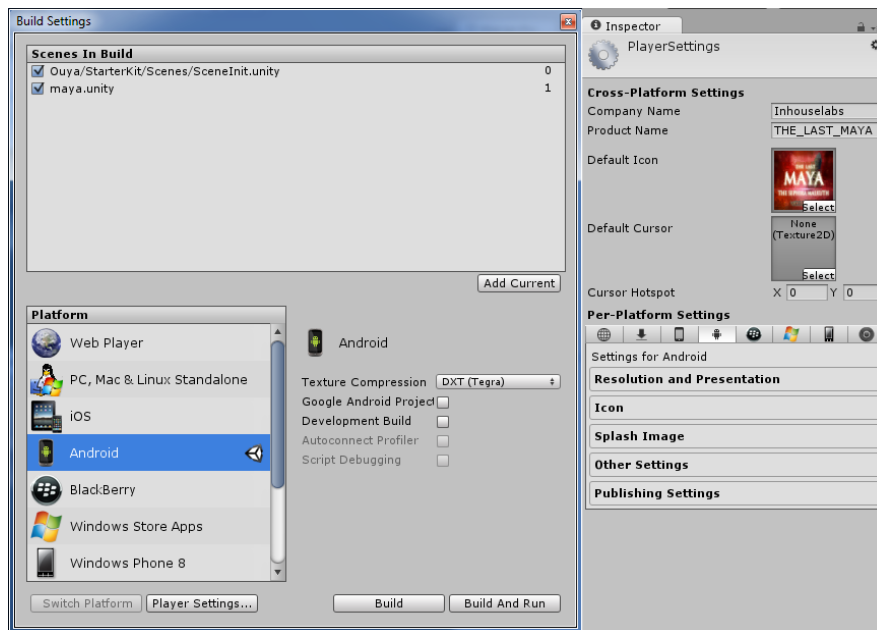 Build Settings
Scenes In Build
Ouya/StarterKit/Scenes/SceneInit.unity 0
maya.unity 1
Add Current
Platform
Web Player
PC, Mac & Linux Standalone
iOS
Android
BlackBerry
Windows Store Apps
Windows Phone 8
Android
Texture Compression DXT (Tegra)
Google Android Project
Development Build
Autoconnect Profiler
Script Debugging
Switch Platform Player Settings... Build Build And Run
Inspector
PlayerSettings
Cross-Platform Settings
Company Name Inhouselabs
Product Name THE_LAST_MAYA
Default Icon
THE LAST
MAYA
Select
Default Cursor
None
(Texture2D)
Select
Cursor Hotspot X 0 Y 0
Per-Platform Settings
Settings for Android
Resolution and Presentation
Icon
Splash Image
Other Settings
Publishing Settings